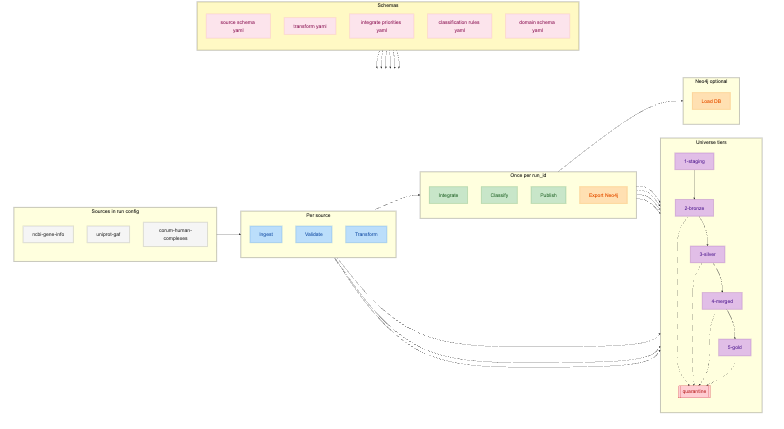 Schemas
source schema
yaml
transform yaml
integrate priorities
yaml
classification rules
yaml
domain schema
yaml
Neo4j optional
Load DB
Universe tiers
1-staging
2-bronze
3-silver
4-merged
5-gold
quarantine
Once per run_id
Integrate
Classify
Publish
Export Neo4j
Sources in run config
ncbi-gene-info
uniprot-gaf
corum-human-
complexes
Per source
Ingest
Validate
Transform